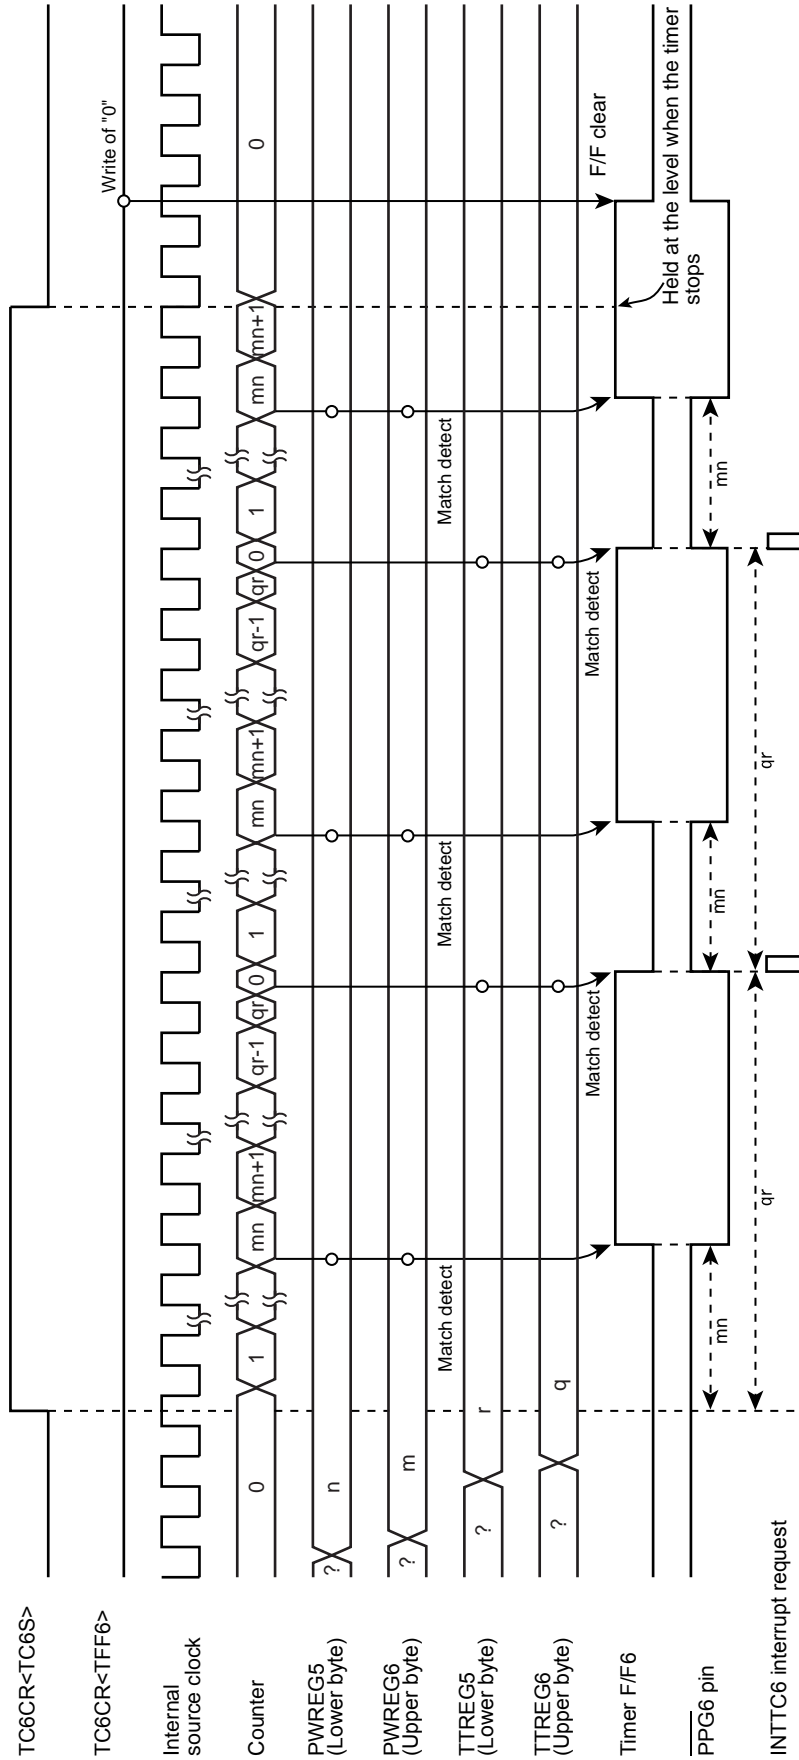 TC6CR<TC6S>
Write of "0"
TC6CR<TFF6>
Internal
source clock
Counter 0 1 mn mn+1 qr-1 qr 0 1 mn mn+1 qr-1 qr 0 1 mn mn+1 0
PWREG5
(Lower byte)
? n
PWREG6
(Upper byte)
? m
Match detect Match detect Match detect
TTREG5
(Lower byte)
? r
TTREG6
(Upper byte)
? q
Match detect Match detect F/F clear
Timer F/F6
Held at the level when the timer
stops
PPG6 pin
mn mn mn
qr qr
INTTC6 interrupt request